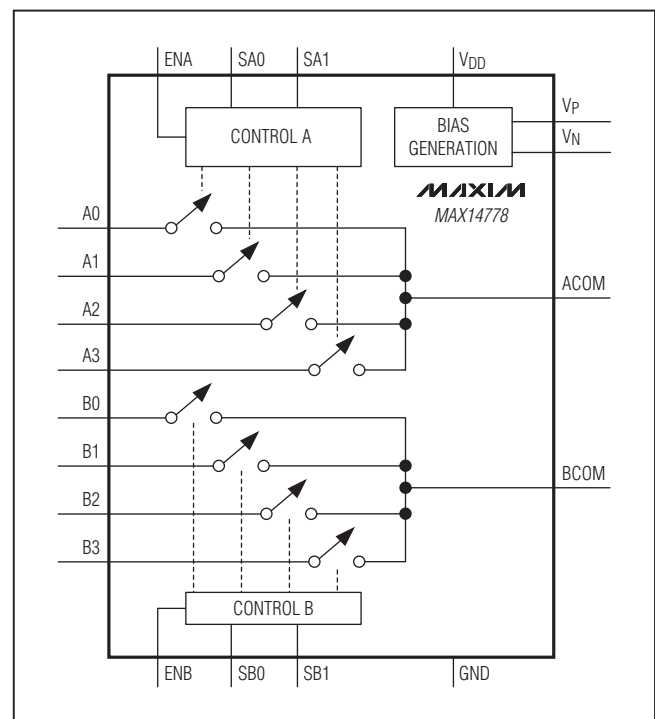 ENA SA0 SA1 VDD
VP
VN
CONTROL A
BIAS
GENERATION
MAXIM
MAX14778
A0
A1
ACOM
A2
A3
B0
B1
BCOM
B2
B3
CONTROL B
ENB SB0 SB1 GND